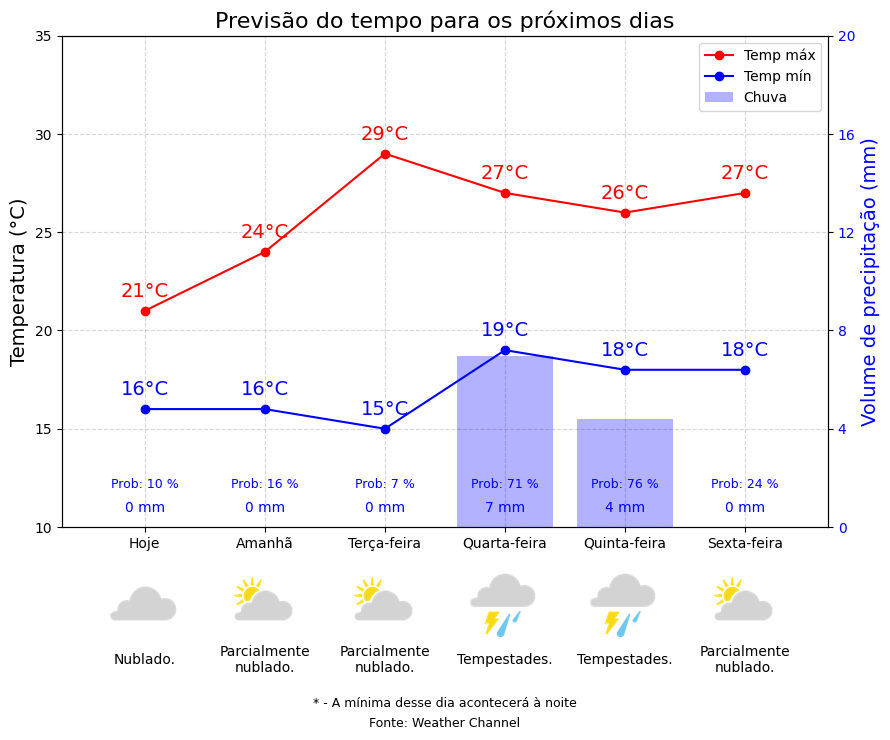 Previsão do tempo para os próximos dias
35
30
25
20
15
10
Temperatura (°C)
20
16
12
8
4
0
Volume de precipitação (mm)
Temp máx
Temp mín
Chuva
21°C
24°C
29°C
27°C
26°C
27°C
16°C
16°C
15°C
19°C
18°C
18°C
Prob: 10 %
Prob: 16 %
Prob: 7 %
Prob: 71 %
Prob: 76 %
Prob: 24 %
0 mm
0 mm
0 mm
7 mm
4 mm
0 mm
Hoje
Amanhã
Terça-feira
Quarta-feira
Quinta-feira
Sexta-feira
Nublado.
Parcialmente
nublado.
Parcialmente
nublado.
Tempestades.
Tempestades.
Parcialmente
nublado.
* - A mínima desse dia acontecerá à noite
Fonte: Weather Channel